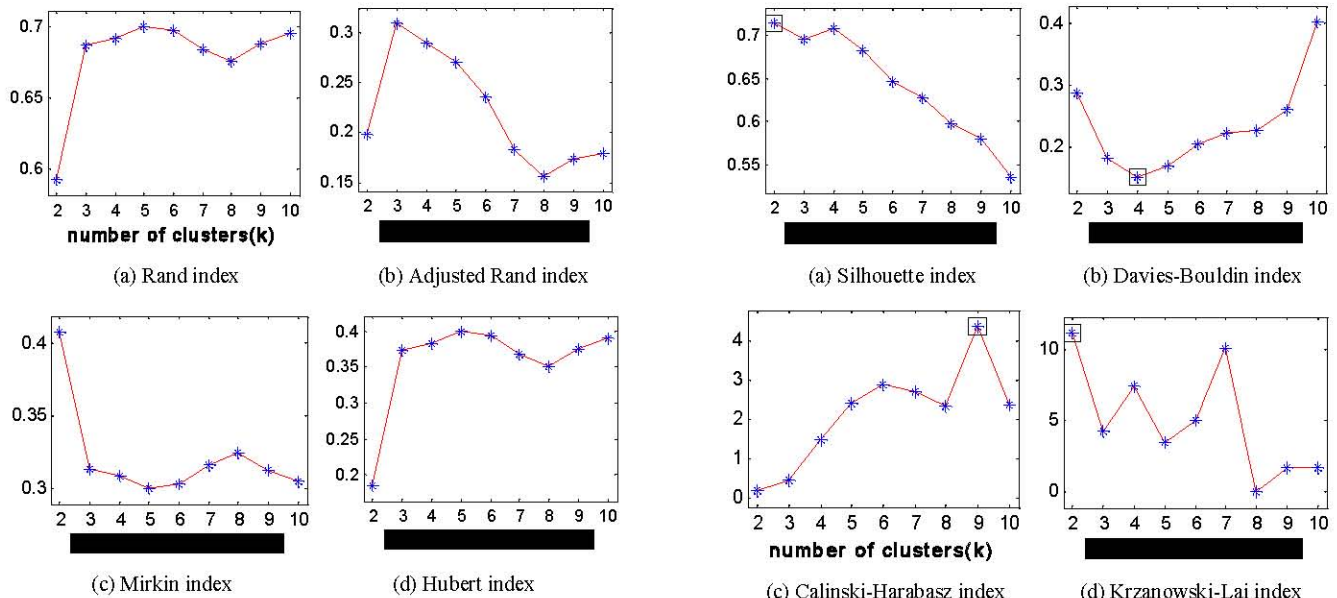 0.7
0.65
0.6
2 3 4 5 6 7 8 9 10
number of clusters(k)
(a) Rand index
0.3
0.25
0.2
0.15
2 3 4 5 6 7 8 9 10
(b) Adjusted Rand index
0.7
0.65
0.6
0.55
2 3 4 5 6 7 8 9 10
(a) Silhouette index
0.4
0.3
0.2
2 3 4 5 6 7 8 9 10
(b) Davies-Bouldin index
0.4
0.35
0.3
2 3 4 5 6 7 8 9 10
(c) Mirkin index
0.4
0.35
0.3
0.25
0.2
2 3 4 5 6 7 8 9 10
(d) Hubert index
4
3
2
1
0
2 3 4 5 6 7 8 9 10
number of clusters(k)
(c) Calinski-Harabasz index
10
5
0
2 3 4 5 6 7 8 9 10
(d) Krzanowski-Lai index